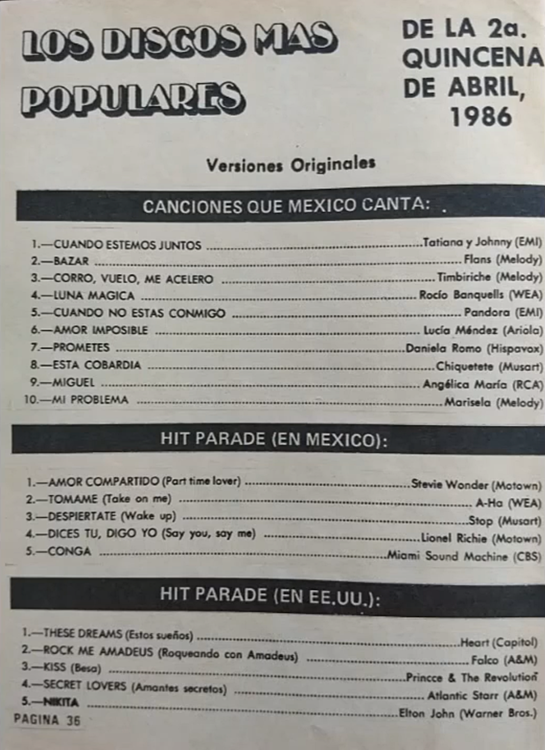 LOS DISCOS MAS
POPULARES
DE LA 2a.
QUINCENA
DE ABRIL,
1986
Versiones Originales
CANCIONES QUE MEXICO CANTA:
1.—CUANDO ESTEMOS JUNTOS ........ Tatiana y Johnny (EMI)
2.—BAZAR ........ Flans (Melody)
3.—CORRO, VUELO, ME ACELERO ........ Timbiriche (Melody)
4.—LUNA MAGICA ........ Rocío Banquells (WEA)
5.—CUANDO NO ESTAS CONMIGO ........ Pandora (EMI)
6.—AMOR IMPOSIBLE ........ Lucía Méndez (Ariola)
7.—PROMETES ........ Daniela Romo (Hispavox)
8.—ESTA COBARDIA ........ Chiquetete (Musart)
9.—MIGUEL ........ Angélica María (RCA)
10.—MI PROBLEMA ........ Marisela (Melody)
HIT PARADE (EN MEXICO):
1.—AMOR COMPARTIDO (Part time lover) ........ Stevie Wonder (Motown)
2.—TOMAME (Take on me) ........ A-Ha (WEA)
3.—DESPIERTATE (Wake up) ........ Stop (Musart)
4.—DICES TU, DIGO YO (Say you, say me) ........ Lionel Richie (Motown)
5.—CONGA ........ Miami Sound Machine (CBS)
HIT PARADE (EN EE.UU.):
1.—THESE DREAMS (Estos sueños) ........ Heart (Capitol)
2.—ROCK ME AMADEUS (Roqueando con Amadeus) ........ Falco (A&M)
3.—KISS (Besa) ........ Princce & The Revolution
4.—SECRET LOVERS (Amantes secretos) ........ Atlantic Starr (A&M)
5.—NIKITA ........ Elton John (Warner Bros.)
PAGINA 36